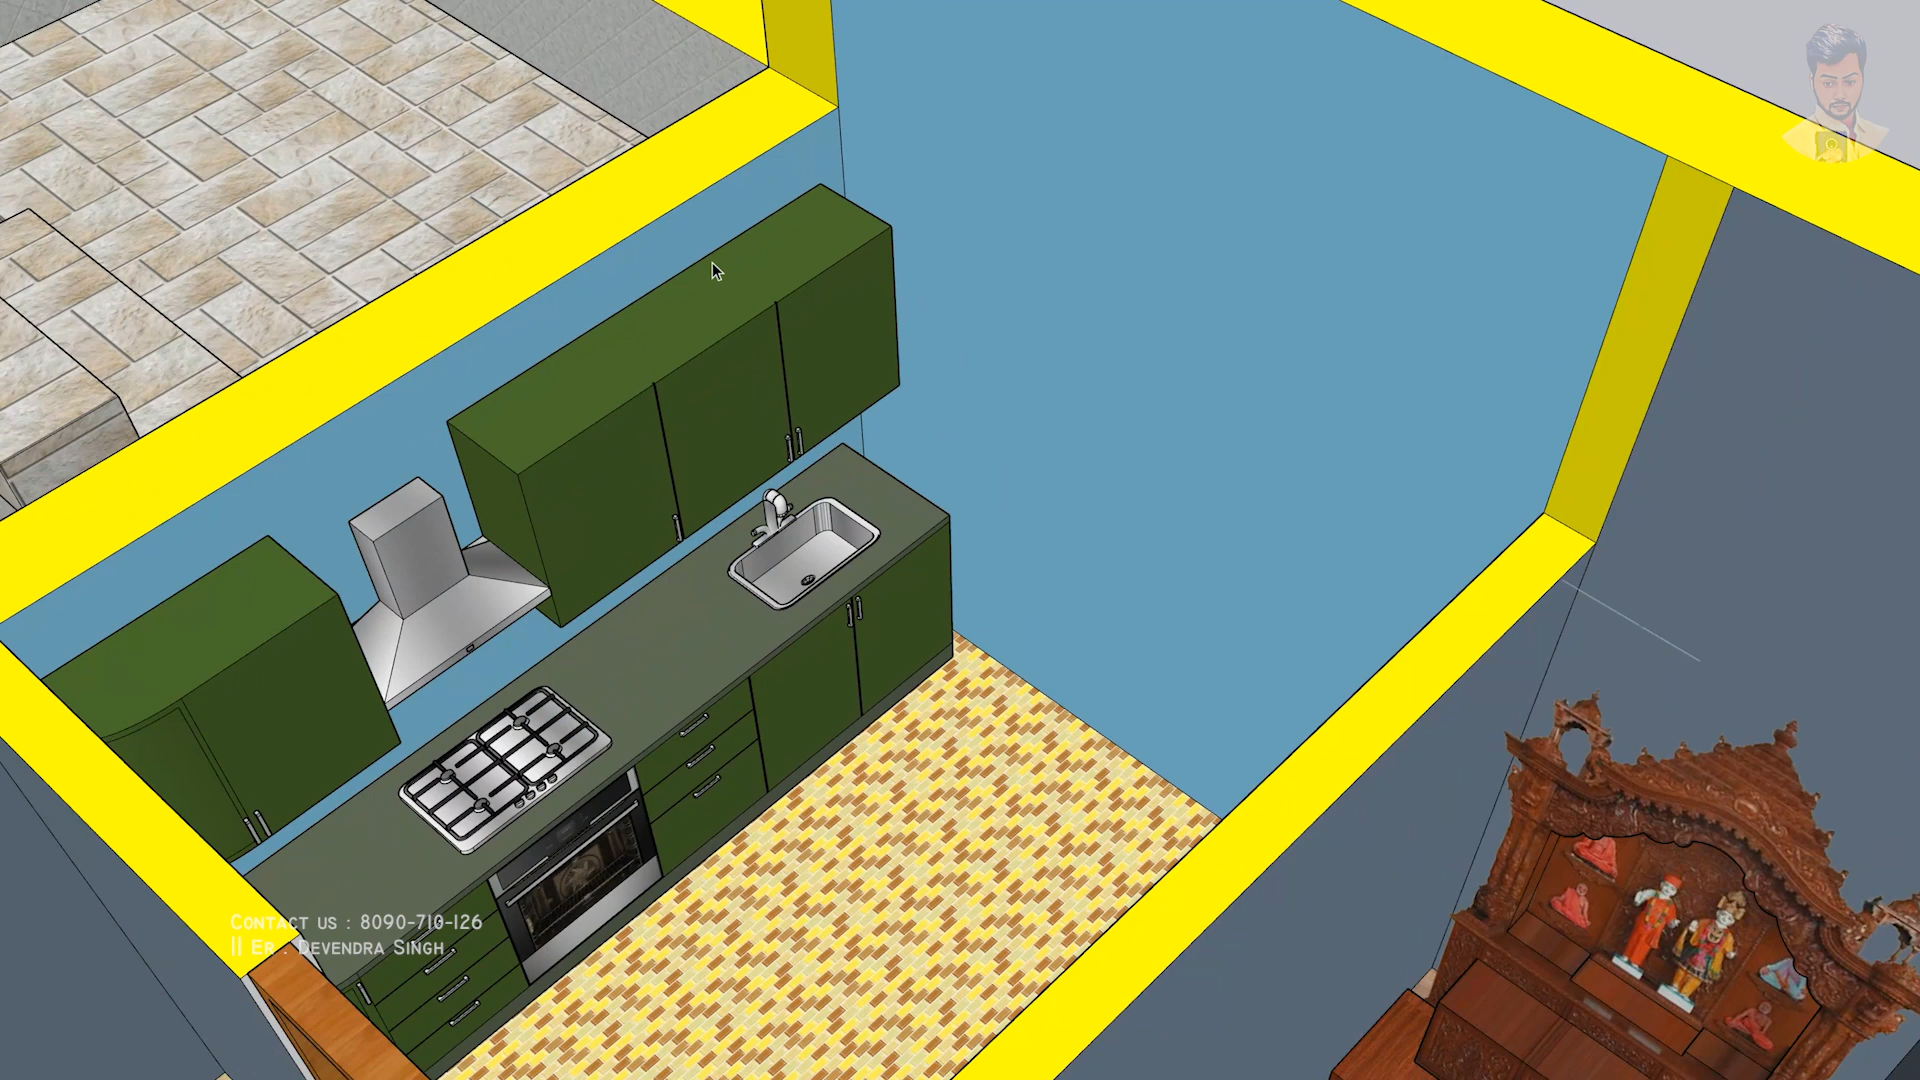 Contact us : 8090-710-126
|| Er : Devendra Singh